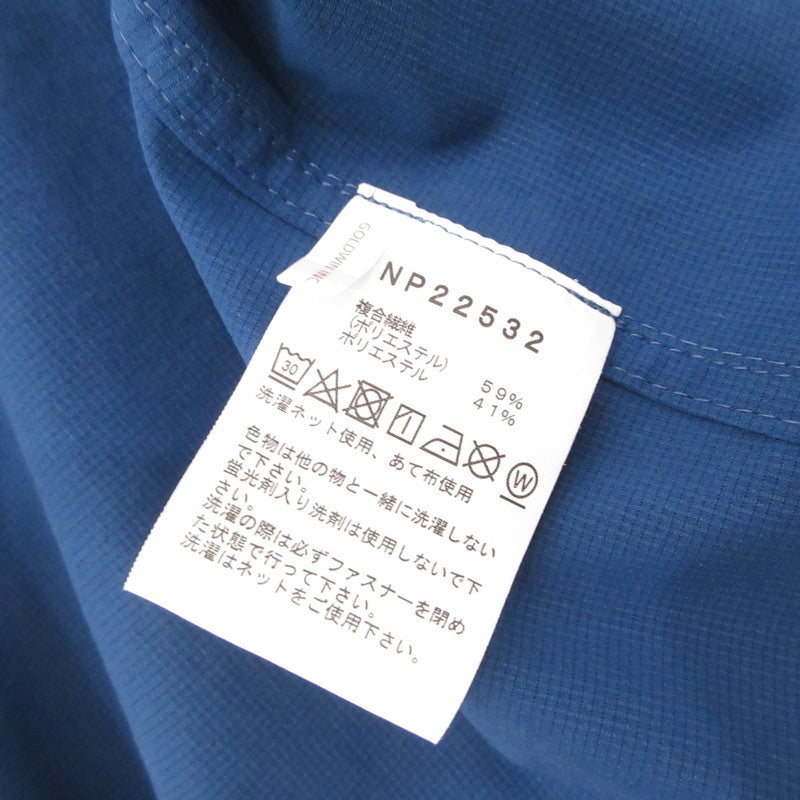 GOLDWIN INC
NP22532
複合繊維
(ポリエステル) 59%
ポリエステル 41%
30
洗濯ネット使用、あて布使用
W
色物は他の物と一緒に洗濯しない
で下さい。
蛍光剤入り洗剤は使用しないで下
さい。
洗濯の際は必ずファスナーを閉め
た状態で行って下さい。
洗濯はネットをご使用下さい。